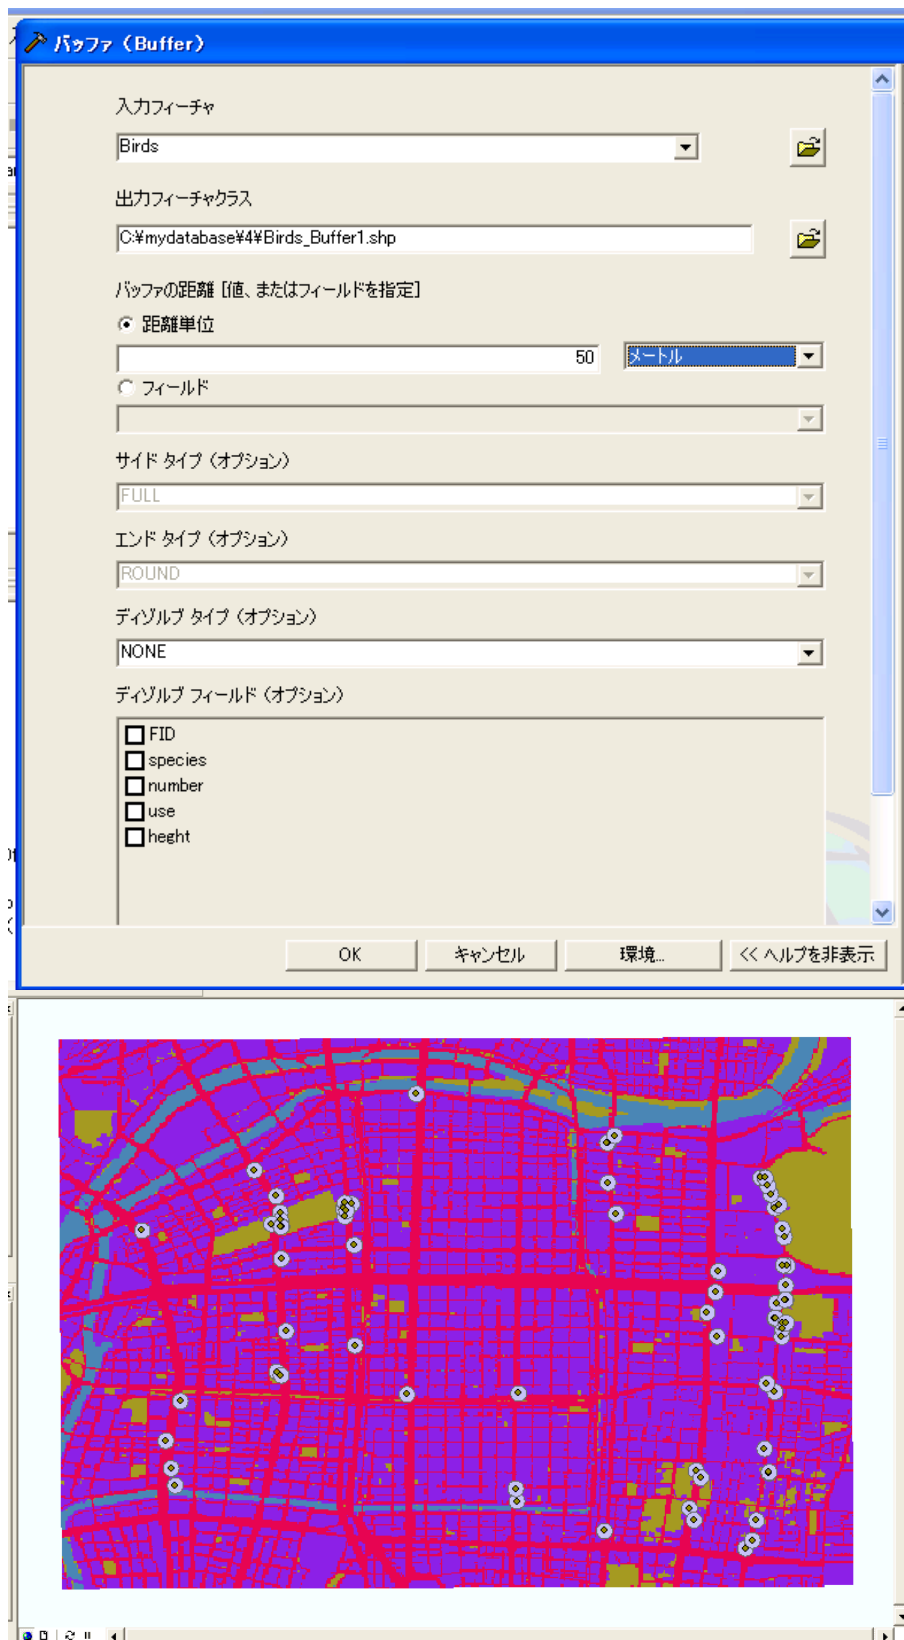 バッファ (Buffer)
入力フィーチャ
Birds
出力フィーチャクラス
C:¥mydatabase¥4¥Birds_Buffer1.shp
バッファの距離 [値、またはフィールドを指定]
距離単位
50 メートル
フィールド
サイド タイプ (オプション)
FULL
エンド タイプ (オプション)
ROUND
ディゾルブ タイプ (オプション)
NONE
ディゾルブ フィールド (オプション)
FID
species
number
use
heght
OK キャンセル 環境... << ヘルプを非表示